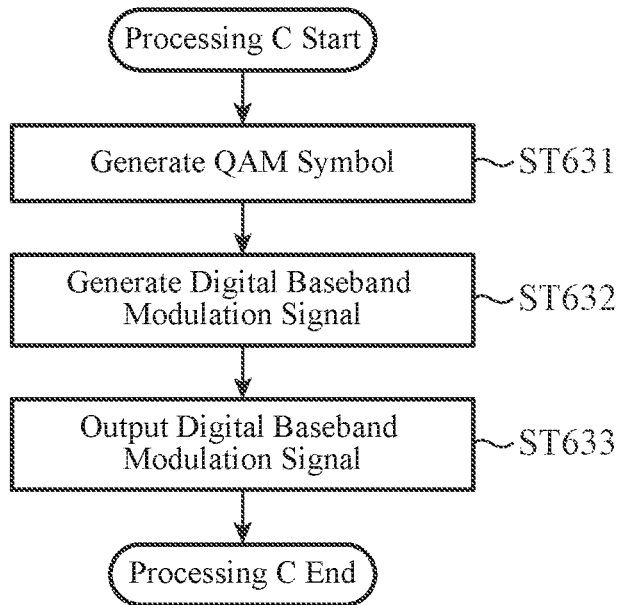 Processing C Start
Generate QAM Symbol
ST631
Generate Digital Baseband
Modulation Signal
ST632
Output Digital Baseband
Modulation Signal
ST633
Processing C End